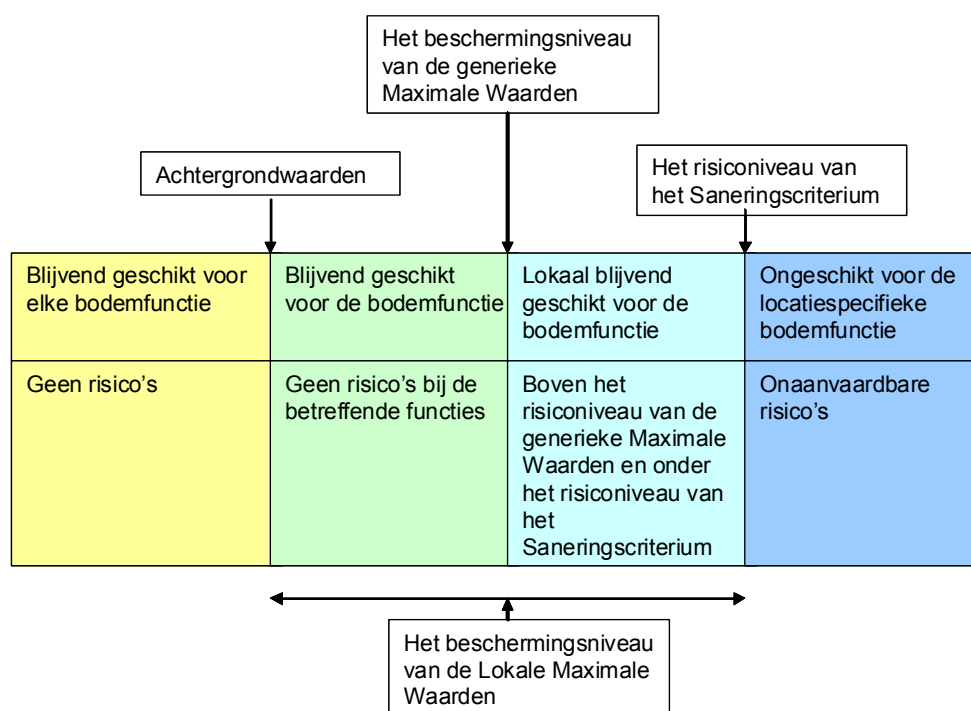 Het beschermingsniveau
van de generieke
Maximale Waarden
Achtergrondwaarden
Het risiconiveau van
het Saneringscriterium
Blijvend geschikt voor
elke bodemfunctie
Blijvend geschikt
voor de bodemfunctie
Lokaal blijvend
geschikt voor de
bodemfunctie
Ongeschikt voor de
locatiespecifieke
bodemfunctie
Geen risico’s
Geen risico’s bij de
betreffende functies
Boven het
risiconiveau van de
generieke Maximale
Waarden en onder
het risiconiveau van
het
Saneringscriterium
Onaanvaardbare
risico’s
Het beschermingsniveau
van de Lokale Maximale
Waarden